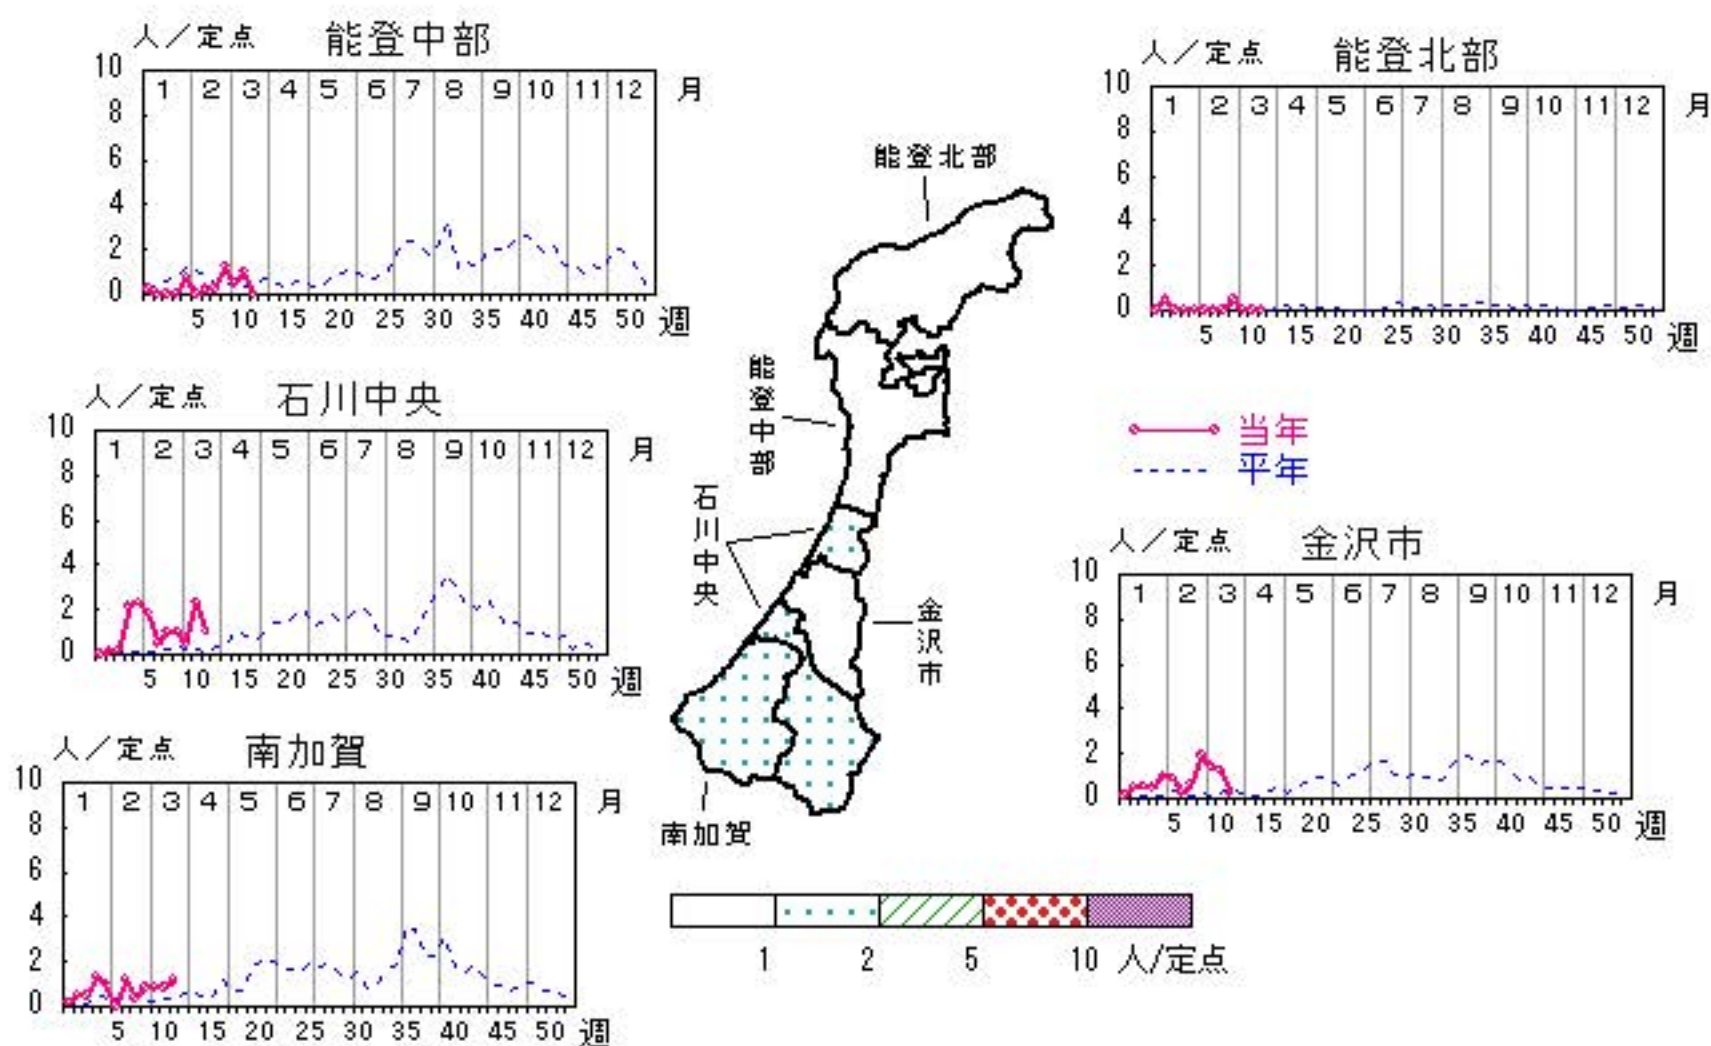 人／定点 能登中部
10 8 6 4 2 0
1 2 3 4 5 6 7 8 9 10 11 12 月
5 10 15 20 25 30 35 40 45 50 週
人／定点 能登北部
10 8 6 4 2 0
1 2 3 4 5 6 7 8 9 10 11 12 月
5 10 15 20 25 30 35 40 45 50 週
人／定点 石川中央
10 8 6 4 2 0
1 2 3 4 5 6 7 8 9 10 11 12 月
5 10 15 20 25 30 35 40 45 50 週
当年
平年
人／定点 金沢市
10 8 6 4 2 0
1 2 3 4 5 6 7 8 9 10 11 12 月
5 10 15 20 25 30 35 40 45 50 週
人／定点 南加賀
10 8 6 4 2 0
1 2 3 4 5 6 7 8 9 10 11 12 月
5 10 15 20 25 30 35 40 45 50 週
能登北部
能登中部
石川中央
金沢市
南加賀
1 2 5 10 人/定点